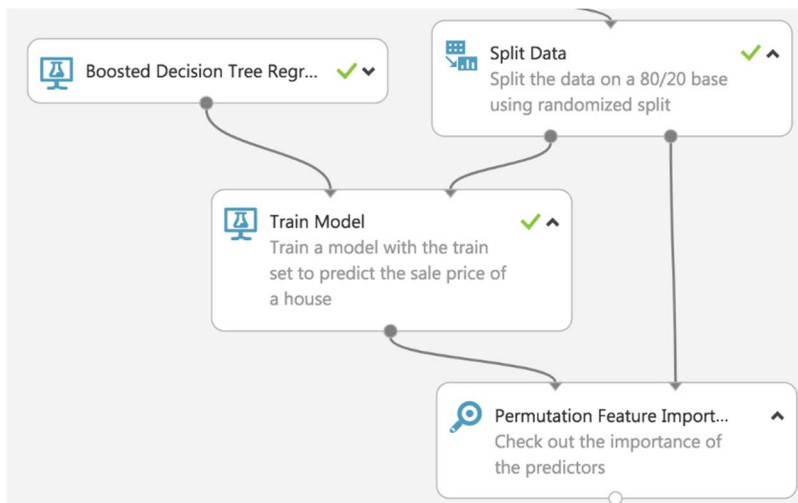 Boosted Decision Tree Regr...
Split Data
Split the data on a 80/20 base
using randomized split
Train Model
Train a model with the train
set to predict the sale price of
a house
Permutation Feature Import...
Check out the importance of
the predictors